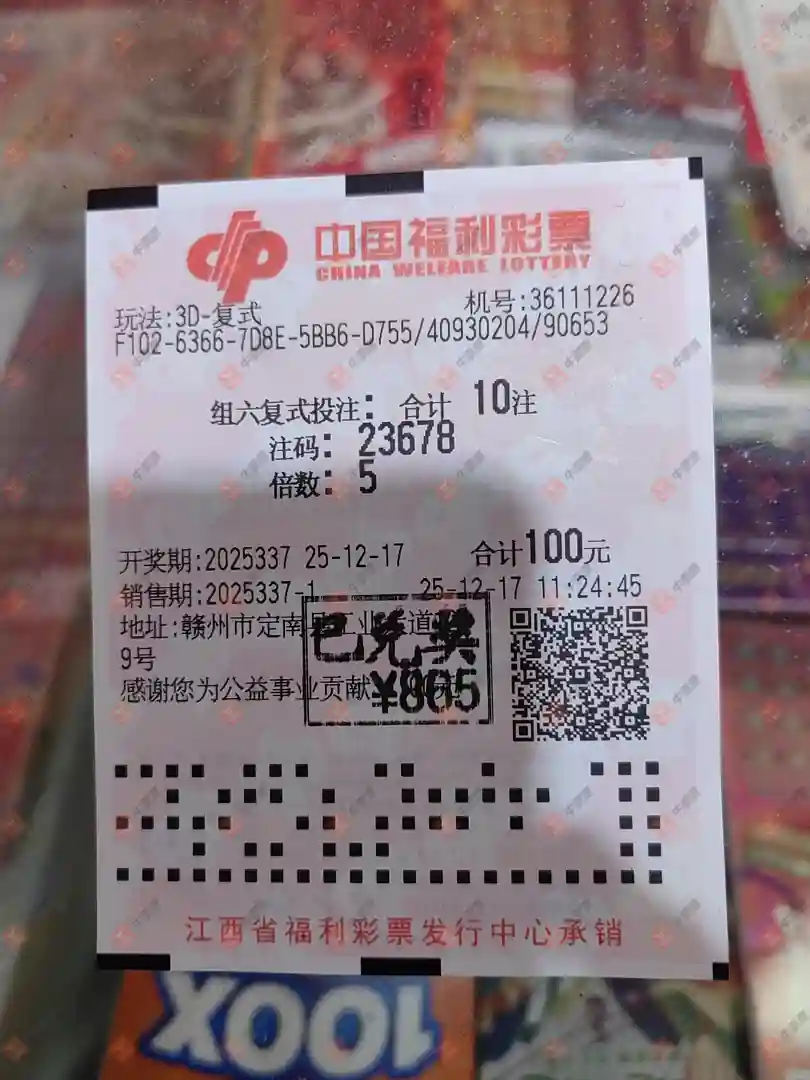 中国福利彩票
CHINA WELFARE LOTTERY
玩法:3D-复式 机号:36111226
F102-6366-7D8E-5BB6-D755/40930204/90653
组六复式投注: 合计 10注
注码: 23678
倍数: 5
开奖期:2025337 25-12-17 合计100元
销售期:2025337-1 25-12-17 11:24:45
地址:赣州市定南县工业大道
9号
已兑奖
感谢您为公益事业贡献
¥865
江西省福利彩票发行中心承销
100X